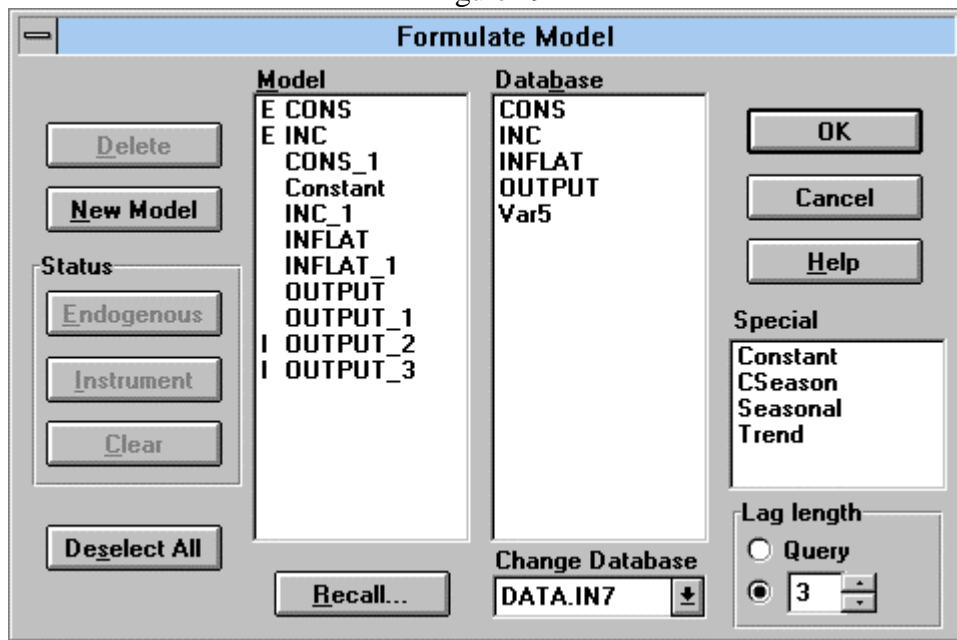 Formulate Model
Model
E CONS
E INC
CONS_1
Constant
INC_1
INFLAT
INFLAT_1
OUTPUT
OUTPUT_1
I OUTPUT_2
I OUTPUT_3
Database
CONS
INC
INFLAT
OUTPUT
Var5
Delete
New Model
Status
Endogenous
Instrument
Clear
Deselect All
Recall...
Change Database
DATA.IN7
OK
Cancel
Help
Special
Constant
CSeason
Seasonal
Trend
Lag length
Query
3